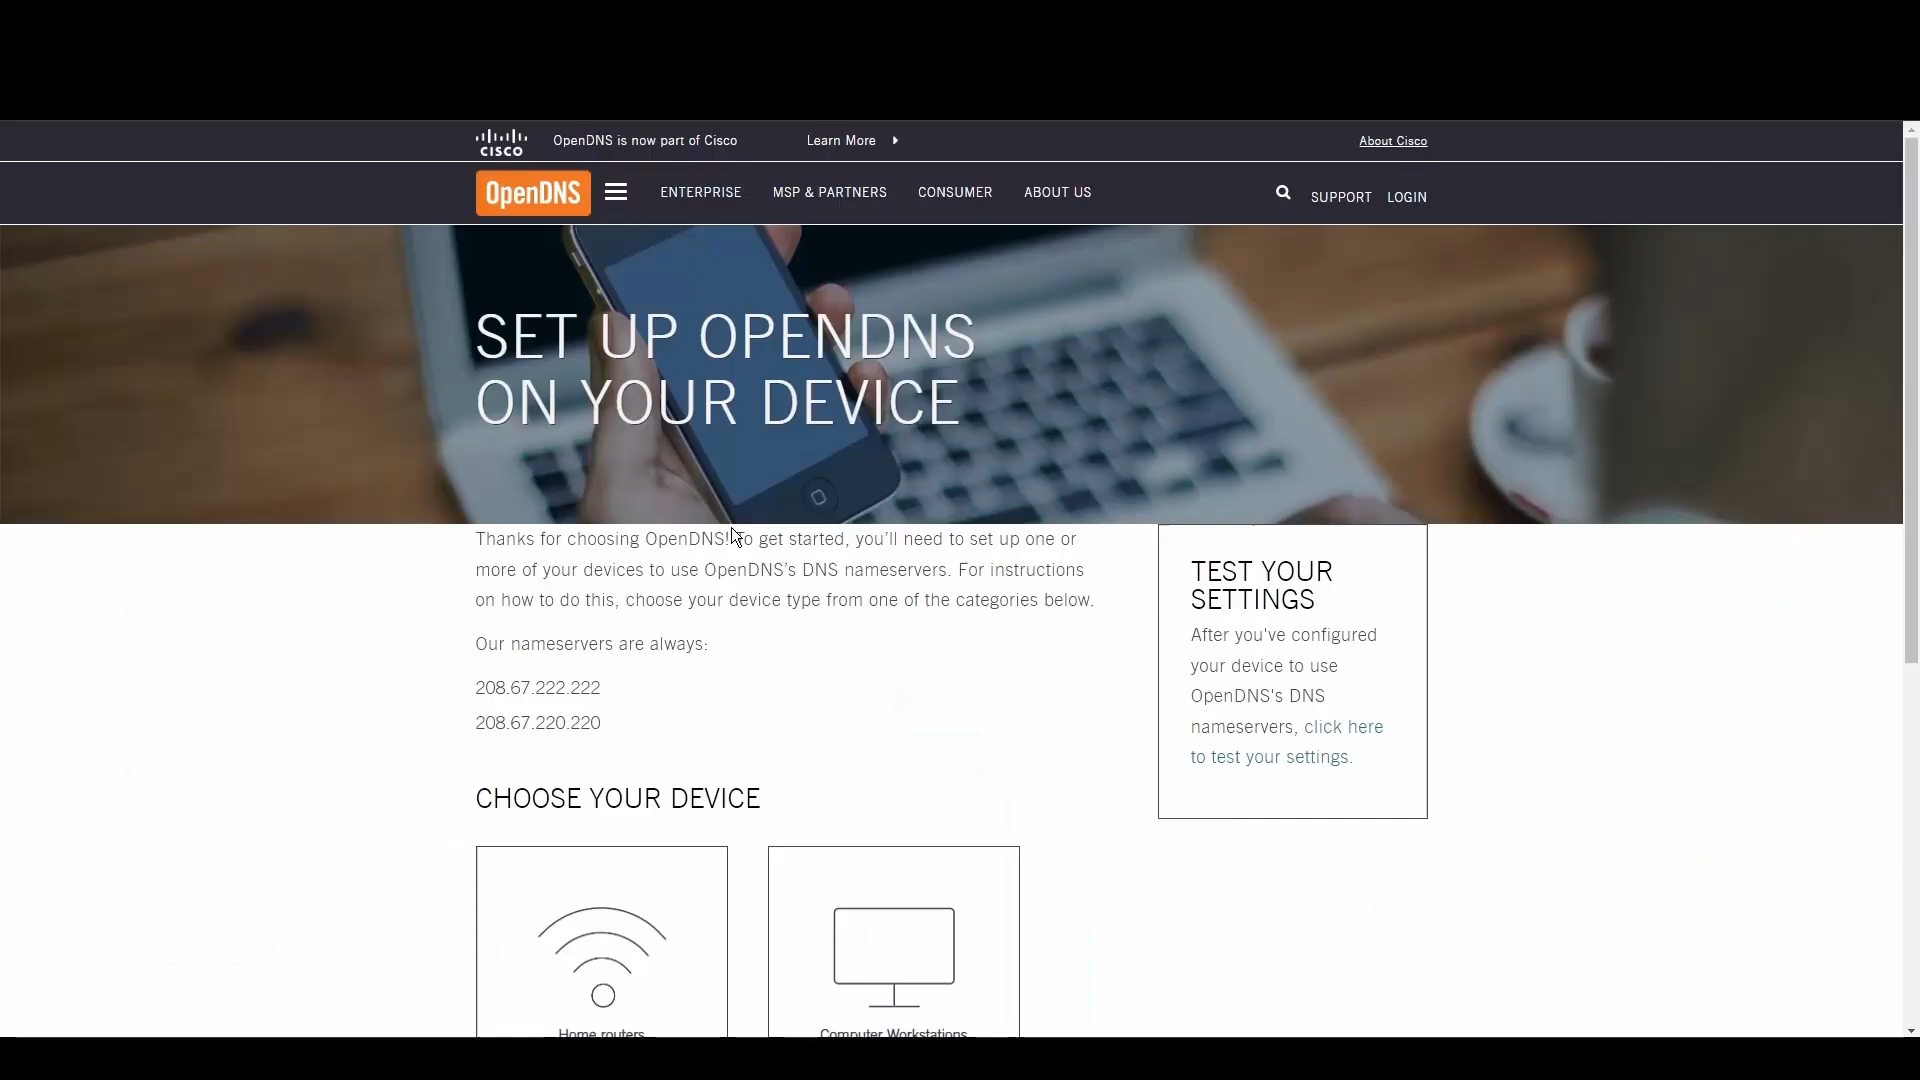 CISCO
OpenDNS is now part of Cisco
Learn More
About Cisco
OpenDNS
ENTERPRISE
MSP & PARTNERS
CONSUMER
ABOUT US
SUPPORT
LOGIN
SET UP OPENDNS
ON YOUR DEVICE
Thanks for choosing OpenDNS! To get started, you’ll need to set up one or
more of your devices to use OpenDNS’s DNS nameservers. For instructions
on how to do this, choose your device type from one of the categories below.
Our nameservers are always:
208.67.222.222
208.67.220.220
TEST YOUR
SETTINGS
After you've configured
your device to use
OpenDNS's DNS
nameservers, click here
to test your settings.
CHOOSE YOUR DEVICE
Home routers
Computer Workstations